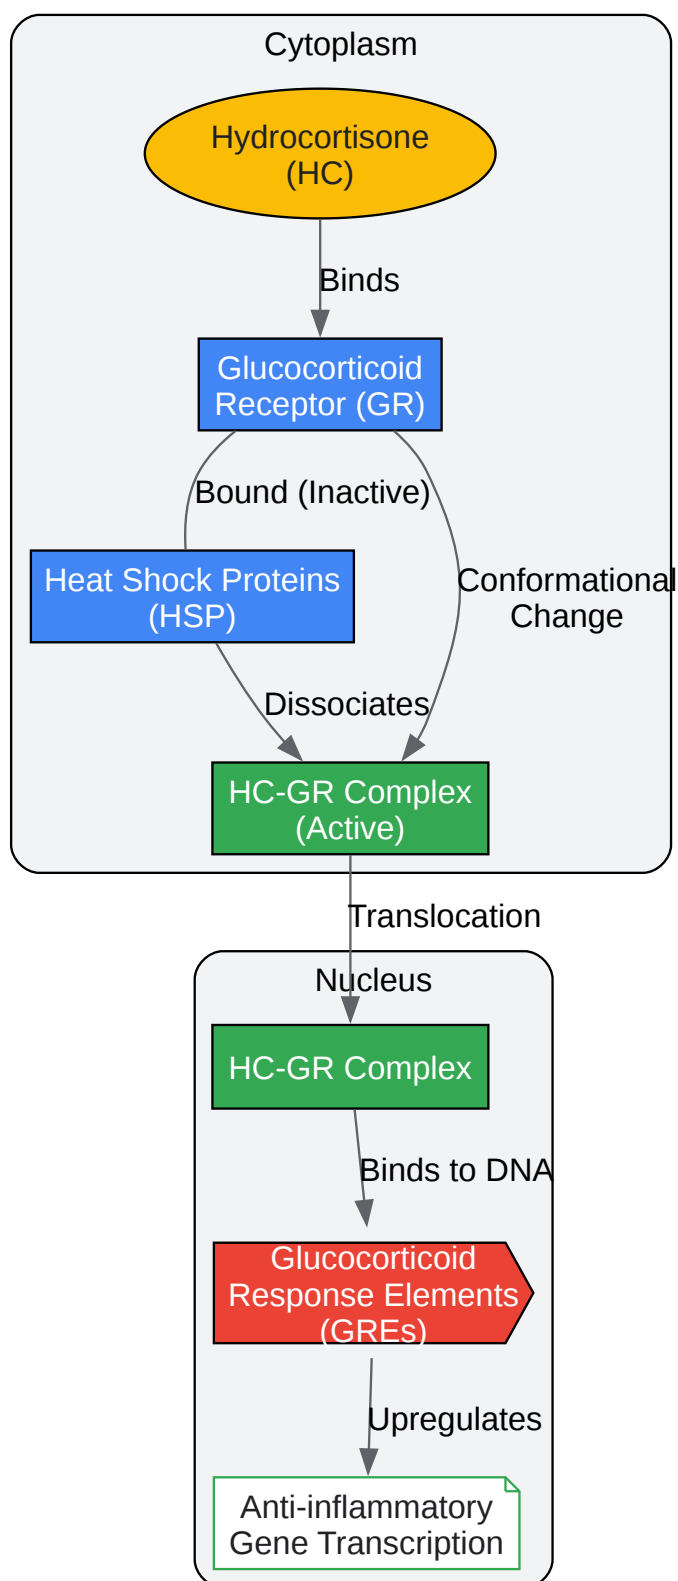 Cytoplasm
Hydrocortisone
(HC)
Binds
Glucocorticoid
Receptor (GR)
Bound (Inactive)
Heat Shock Proteins
(HSP)
Conformational
Change
Dissociates
HC-GR Complex
(Active)
Translocation
Nucleus
HC-GR Complex
Binds to DNA
Glucocorticoid
Response Elements
(GREs)
Upregulates
Anti-inflammatory
Gene Transcription